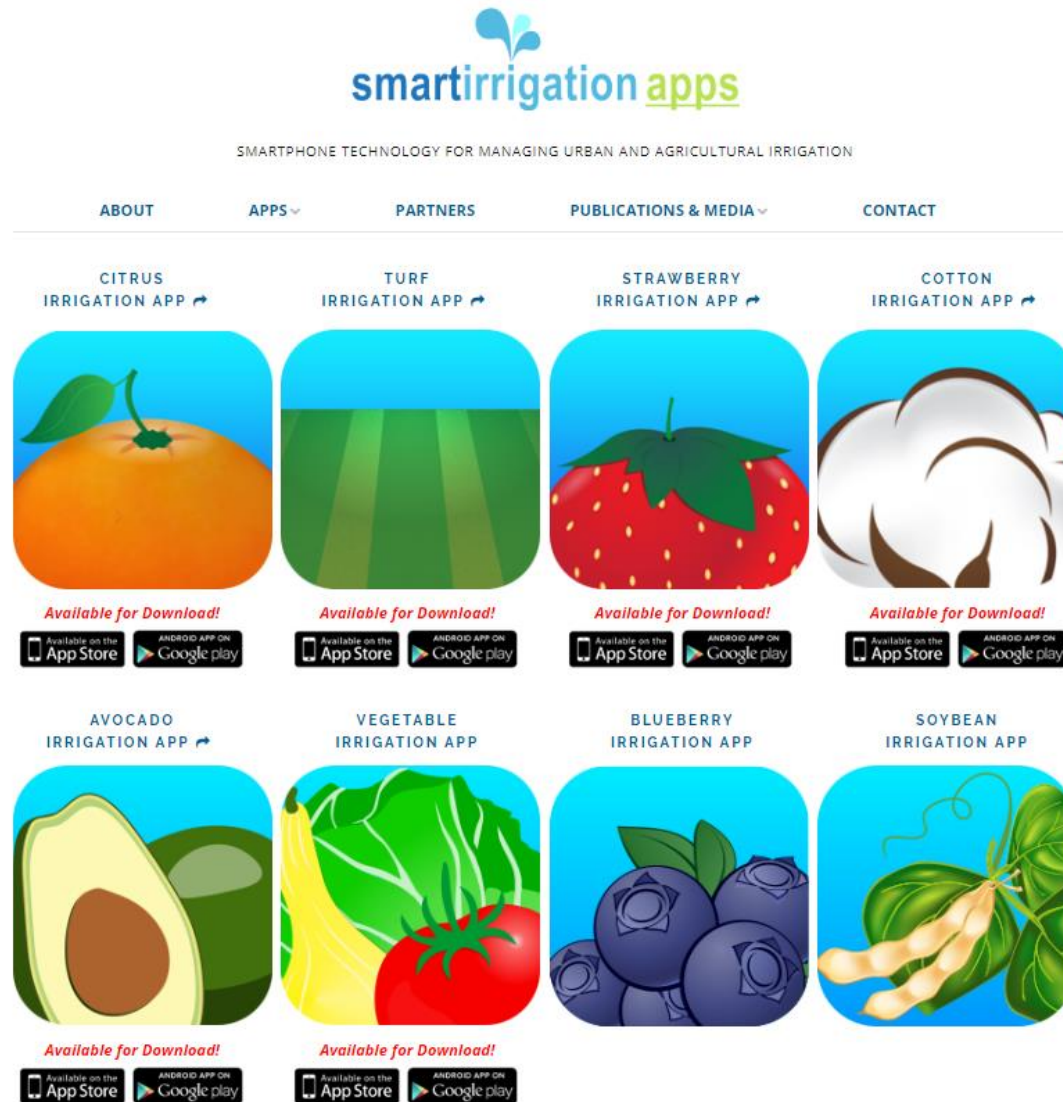 smartirrigation apps
SMARTPHONE TECHNOLOGY FOR MANAGING URBAN AND AGRICULTURAL IRRIGATION
ABOUT APPS PARTNERS PUBLICATIONS & MEDIA CONTACT
CITRUS
IRRIGATION APP
TURF
IRRIGATION APP
STRAWBERRY
IRRIGATION APP
COTTON
IRRIGATION APP
Available for Download!
Available on the
App Store
ANDROID APP ON
Google play
Available for Download!
Available on the
App Store
ANDROID APP ON
Google play
Available for Download!
Available on the
App Store
ANDROID APP ON
Google play
Available for Download!
Available on the
App Store
ANDROID APP ON
Google play
AVOCADO
IRRIGATION APP
VEGETABLE
IRRIGATION APP
BLUEBERRY
IRRIGATION APP
SOYBEAN
IRRIGATION APP
Available for Download!
Available on the
App Store
ANDROID APP ON
Google play
Available for Download!
Available on the
App Store
ANDROID APP ON
Google play